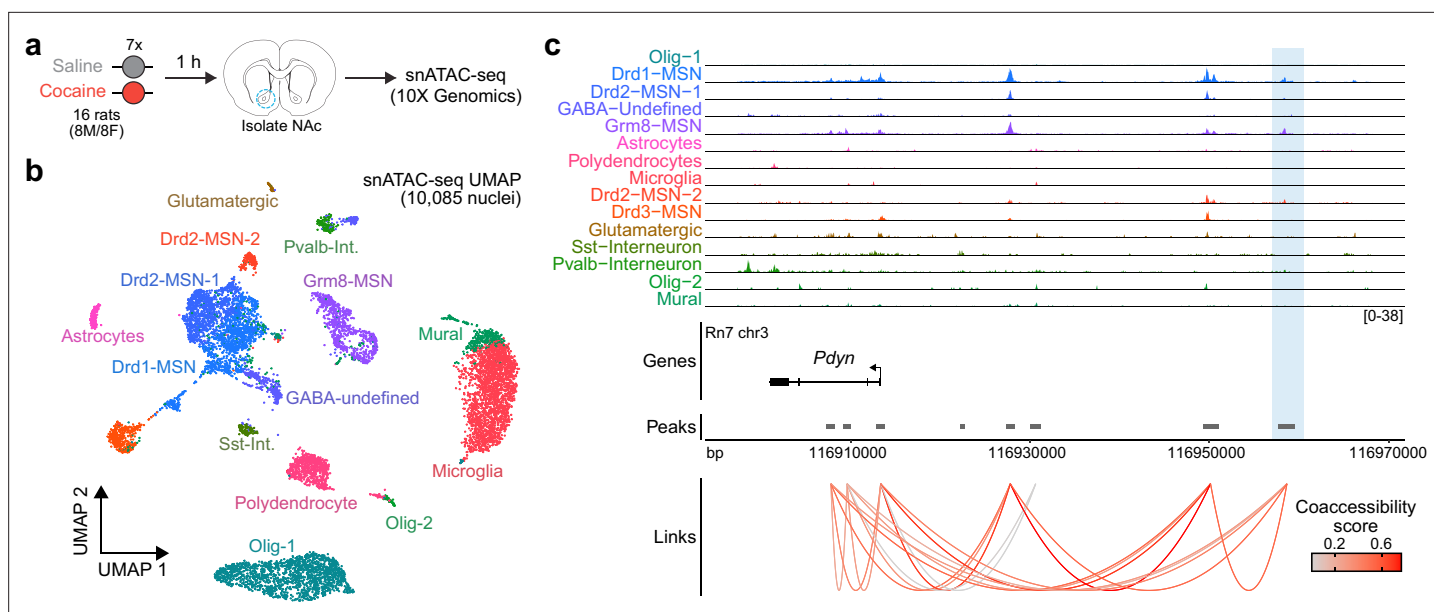 a
7x
Saline
Cocaine
16 rats
(8M/8F)
1 h
Isolate NAc
snATAC-seq
(10X Genomics)
b
snATAC-seq UMAP
(10,085 nuclei)
Glutamatergic
Pvalb-Int.
Drd2-MSN-2
Drd2-MSN-1
Grm8-MSN
Astrocytes
Mural
Drd1-MSN
GABA-undefined
Sst-Int.
Microglia
Polydendrocyte
Olig-2
Olig-1
UMAP 2
UMAP 1
c
Olig−1
Drd1−MSN
Drd2−MSN−1
GABA−Undefined
Grm8−MSN
Astrocytes
Polydendrocytes
Microglia
Drd2−MSN−2
Drd3−MSN
Glutamatergic
Sst−Interneuron
Pvalb−Interneuron
Olig−2
Mural
[0-38]
Rn7 chr3
Genes
Pdyn
Peaks
bp
116910000
116930000
116950000
116970000
Links
Coaccessibility
score
0.2
0.6